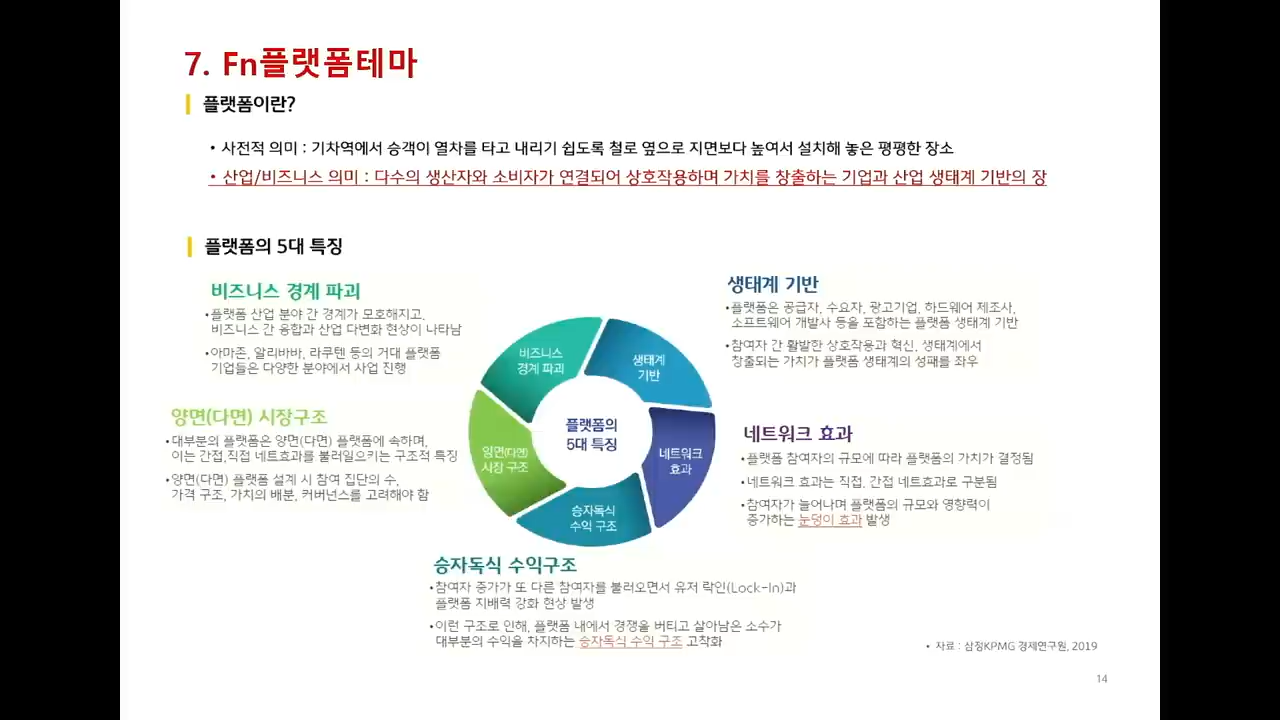 7. Fn플랫폼테마
플랫폼이란?
• 사전적 의미 : 기차역에서 승객이 열차를 타고 내리기 쉽도록 철로 옆으로 지면보다 높여서 설치해 놓은 평평한 장소
• 산업/비즈니스 의미 : 다수의 생산자와 소비자가 연결되어 상호작용하며 가치를 창출하는 기업과 산업 생태계 기반의 장
플랫폼의 5대 특징
비즈니스 경계 파괴
•플랫폼 산업 분야 간 경계가 모호해지고,
비즈니스 간 융합과 산업 다변화 현상이 나타남
•아마존, 알리바바, 라쿠텐 등의 거대 플랫폼
기업들은 다양한 분야에서 사업 진행
생태계 기반
•플랫폼은 공급자, 수요자, 광고기업, 하드웨어 제조사,
소프트웨어 개발사 등을 포함하는 플랫폼 생태계 기반
•참여자 간 활발한 상호작용과 혁신, 생태계에서
창출되는 가치가 플랫폼 생태계의 성패를 좌우
양면(다면) 시장구조
•대부분의 플랫폼은 양면(다면) 플랫폼에 속하며,
이는 간접,직접 네트효과를 불러일으키는 구조적 특징
•양면(다면) 플랫폼 설계 시 참여 집단의 수,
가격 구조, 가치의 배분, 거버넌스를 고려해야 함
비즈니스
경계 파괴
생태계
기반
플랫폼의
5대 특징
양면(다면)
시장 구조
네트워크
효과
승자독식
수익 구조
네트워크 효과
•플랫폼 참여자의 규모에 따라 플랫폼의 가치가 결정됨
•네트워크 효과는 직접, 간접 네트효과로 구분됨
•참여자가 늘어나며 플랫폼의 규모와 영향력이
증가하는 눈덩이 효과 발생
승자독식 수익구조
•참여자 증가가 또 다른 참여자를 불러오면서 유저 락인(Lock-In)과
플랫폼 지배력 강화 현상 발생
•이런 구조로 인해, 플랫폼 내에서 경쟁을 버티고 살아남은 소수가
대부분의 수익을 차지하는 승자독식 수익 구조 고착화
• 자료 : 삼정KPMG 경제연구원, 2019
14